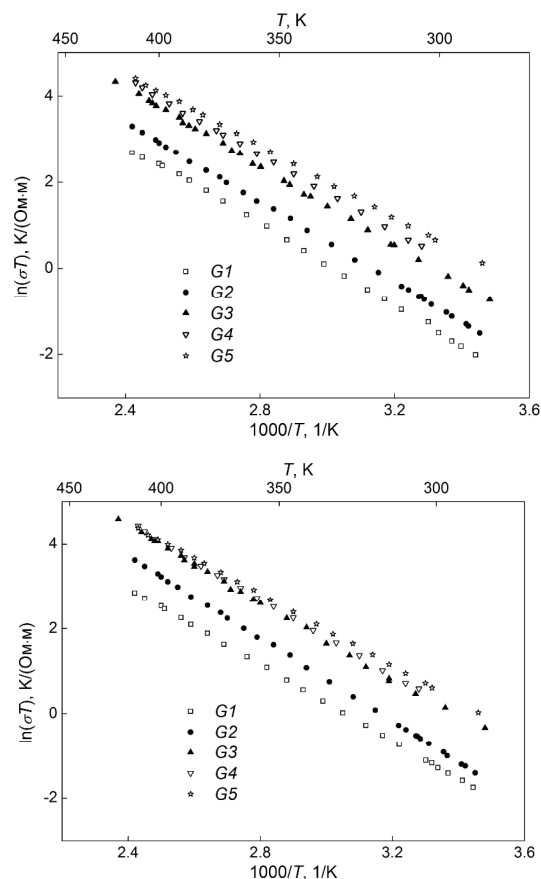 T, K
450 400 350 300
ln(σT), K/(Ом·м)
4
2
0
-2
G1
G2
G3
G4
G5
2.4 2.8 3.2 3.6
1000/T, 1/K
T, K
450 400 350 300
ln(σT), K/(Ом·м)
4
2
0
-2
G1
G2
G3
G4
G5
2.4 2.8 3.2 3.6
1000/T, 1/K